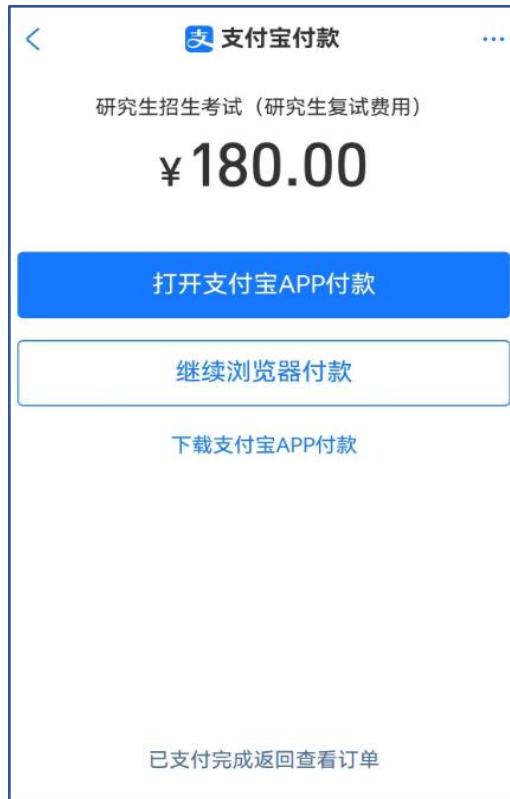 支 支付宝付款
研究生招生考试（研究生复试费用）
¥180.00
打开支付宝APP付款
继续浏览器付款
下载支付宝APP付款
已支付完成返回查看订单